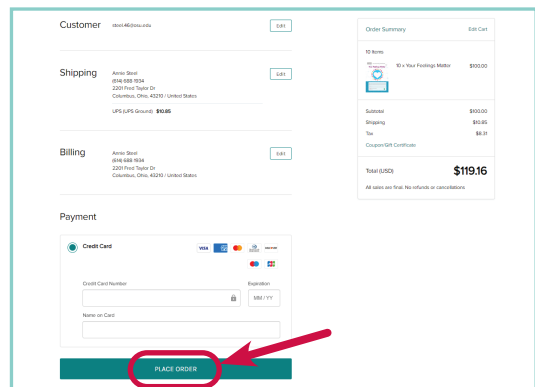 Customer
steel.46@osu.edu
Edit
Shipping
Annie Steel
(614) 688-1934
2201 Fred Taylor Dr
Columbus, Ohio, 43210 / United States
UPS (UPS Ground) $10.85
Edit
Billing
Annie Steel
(614) 688-1934
2201 Fred Taylor Dr
Columbus, Ohio, 43210 / United States
Edit
Payment
Credit Card
VISA
Credit Card Number
Expiration
MM / YY
Name on Card
PLACE ORDER
Order Summary
Edit Cart
10 Items
10 x Your Feelings Matter
$100.00
Subtotal
$100.00
Shipping
$10.85
Tax
$8.31
Coupon/Gift Certificate
Total (USD)
$119.16
All sales are final. No refunds or cancellations